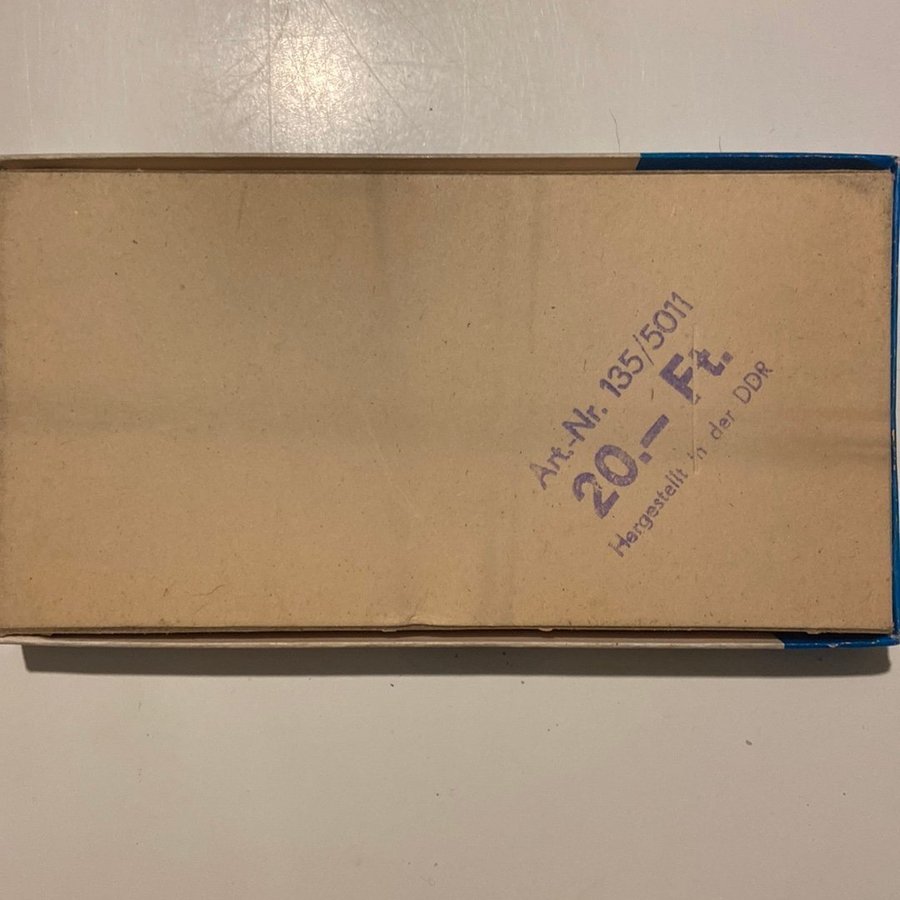 Art.-Nr. 135/5011
20.– Ft.
Hergestellt in der DDR